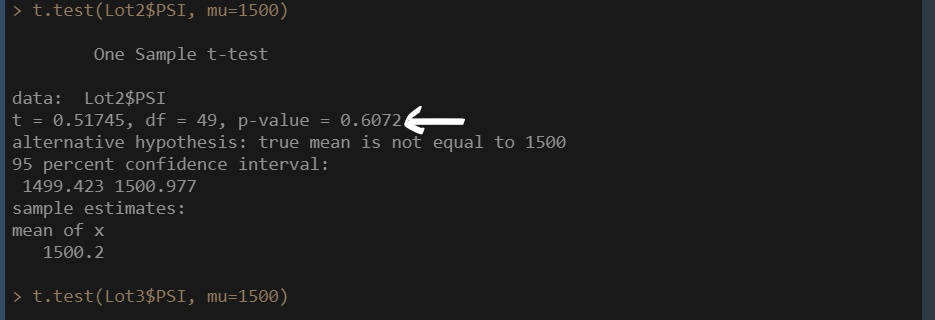 > t.test(Lot2$PSI, mu=1500)
One Sample t-test
data:  Lot2$PSI
t = 0.51745, df = 49, p-value = 0.6072
alternative hypothesis: true mean is not equal to 1500
95 percent confidence interval:
1499.423 1500.977
sample estimates:
mean of x
1500.2
> t.test(Lot3$PSI, mu=1500)